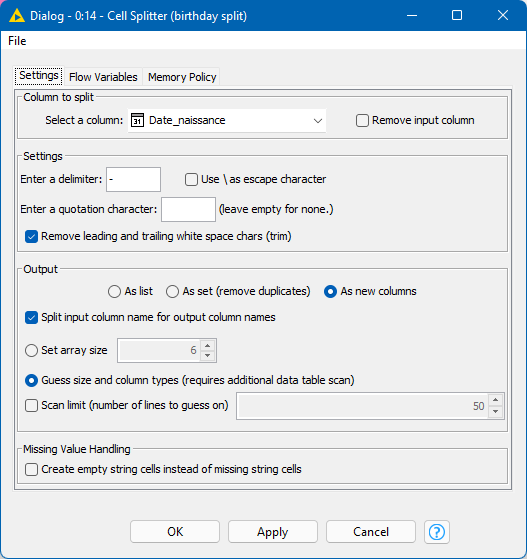 Dialog - 0:14 - Cell Splitter (birthday split)
File
Settings Flow Variables Memory Policy
Column to split
Select a column: 31 Date_naissance Remove input column
Settings
Enter a delimiter: - Use \ as escape character
Enter a quotation character: (leave empty for none.)
Remove leading and trailing white space chars (trim)
Output
As list As set (remove duplicates) As new columns
Split input column name for output column names
Set array size 6
Guess size and column types (requires additional data table scan)
Scan limit (number of lines to guess on) 50
Missing Value Handling
Create empty string cells instead of missing string cells
OK Apply Cancel ?